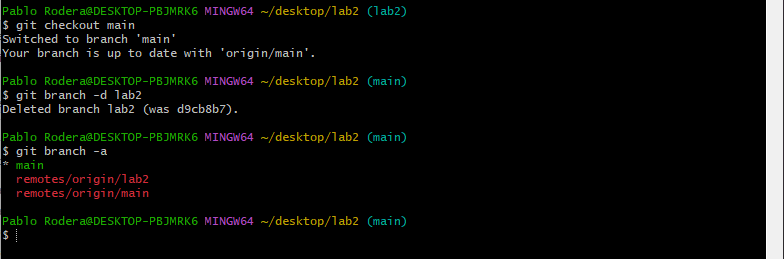 Pablo Rodera@DESKTOP-PBJMRK6 MINGW64 ~/desktop/lab2 (lab2)
$ git checkout main
Switched to branch 'main'
Your branch is up to date with 'origin/main'.
Pablo Rodera@DESKTOP-PBJMRK6 MINGW64 ~/desktop/lab2 (main)
$ git branch -d lab2
Deleted branch lab2 (was d9cb8b7).
Pablo Rodera@DESKTOP-PBJMRK6 MINGW64 ~/desktop/lab2 (main)
$ git branch -a
* main
  remotes/origin/lab2
  remotes/origin/main
Pablo Rodera@DESKTOP-PBJMRK6 MINGW64 ~/desktop/lab2 (main)
$